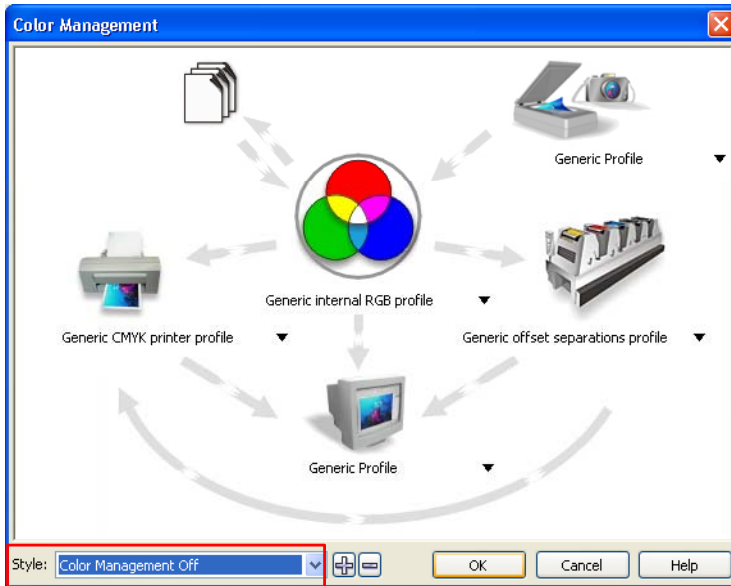 Color Management
Generic Profile
Generic internal RGB profile
Generic CMYK printer profile
Generic offset separations profile
Generic Profile
Style: Color Management Off
OK Cancel Help